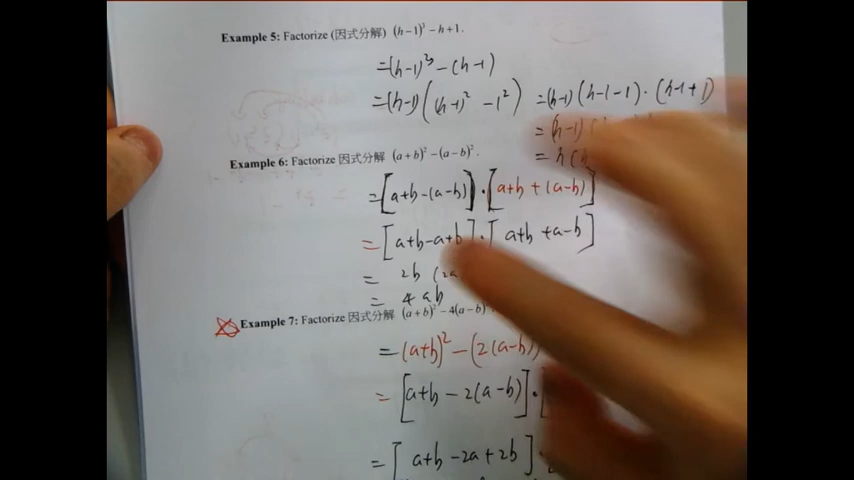 Example 5: Factorize (因式分解) (h−1)³ − h + 1.
=(h-1)³ - (h-1)
=(h-1)((h-1)² - 1²) =(h-1)(h-1-1)·(h-1+1)
=(h-1)(
= h(h
Example 6: Factorize 因式分解 (a+b)² − (a−b)².
=[a+b-(a-b)]·[a+b+(a-b)]
=[a+b-a+b]·[a+b+a-b]
= 2b (2a
= 4ab
Example 7: Factorize 因式分解 (a+b)² − 4(a−b)
=(a+b)² - (2(a-b))
=[a+b-2(a-b)]·[
=[a+b-2a+2b]